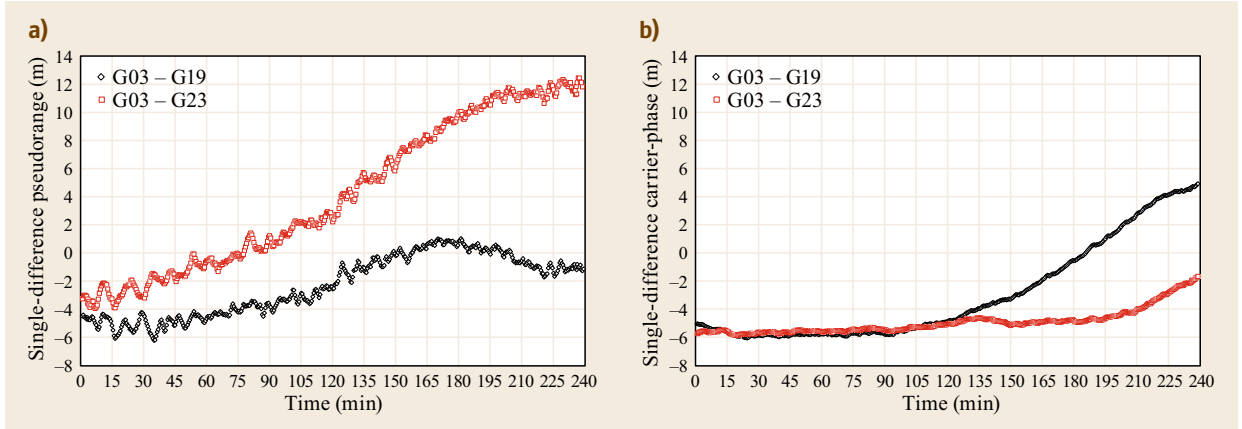 a)
Single-difference pseudorange (m)
14
12
10
8
6
4
2
0
–2
–4
–6
–8
G03 – G19
G03 – G23
0 15 30 45 60 75 90 105 120 135 150 165 180 195 210 225 240
Time (min)
b)
Single-difference carrier-phase (m)
14
12
10
8
6
4
2
0
–2
–4
–6
–8
G03 – G19
G03 – G23
0 15 30 45 60 75 90 105 120 135 150 165 180 195 210 225 240
Time (min)